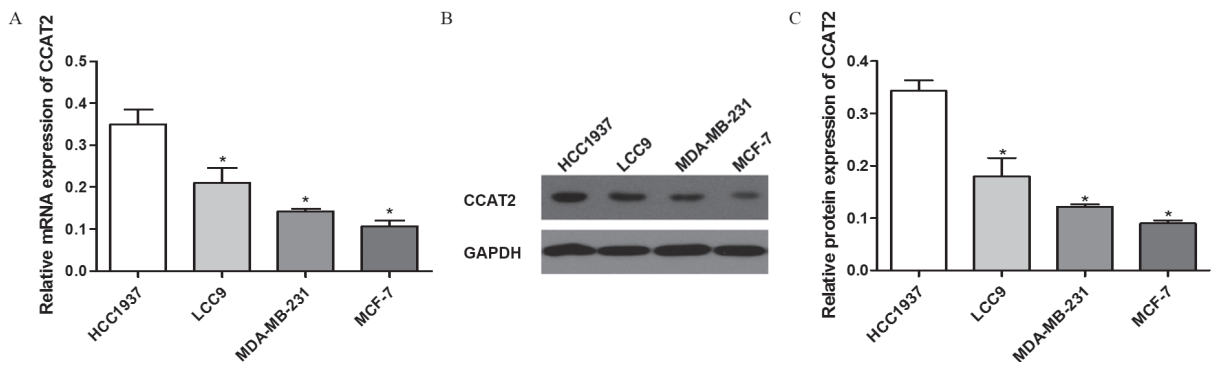 A
Relative mRNA expression of CCAT2
0.5
0.4
0.3
0.2
0.1
0.0
*
*
*
HCC1937
LCC9
MDA-MB-231
MCF-7
B
HCC1937
LCC9
MDA-MB-231
MCF-7
CCAT2
GAPDH
C
Relative protein expression of CCAT2
0.4
0.3
0.2
0.1
0.0
*
*
*
HCC1937
LCC9
MDA-MB-231
MCF-7